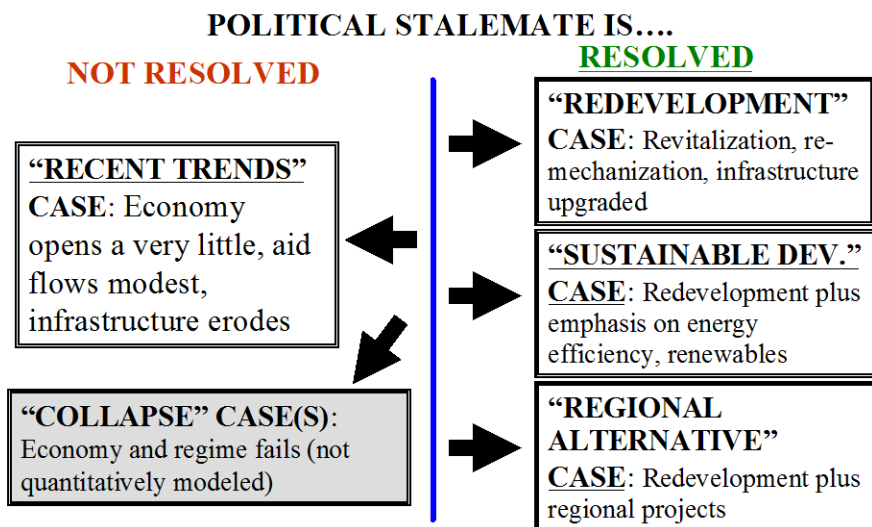 POLITICAL STALEMATE IS….
NOT RESOLVED
“RECENT TRENDS”
CASE: Economy
opens a very little, aid
flows modest,
infrastructure erodes
“COLLAPSE” CASE(S):
Economy and regime fails (not
quantitatively modeled)
RESOLVED
“REDEVELOPMENT”
CASE: Revitalization, re-
mechanization, infrastructure
upgraded
“SUSTAINABLE DEV.”
CASE: Redevelopment plus
emphasis on energy
efficiency, renewables
“REGIONAL
ALTERNATIVE”
CASE: Redevelopment plus
regional projects